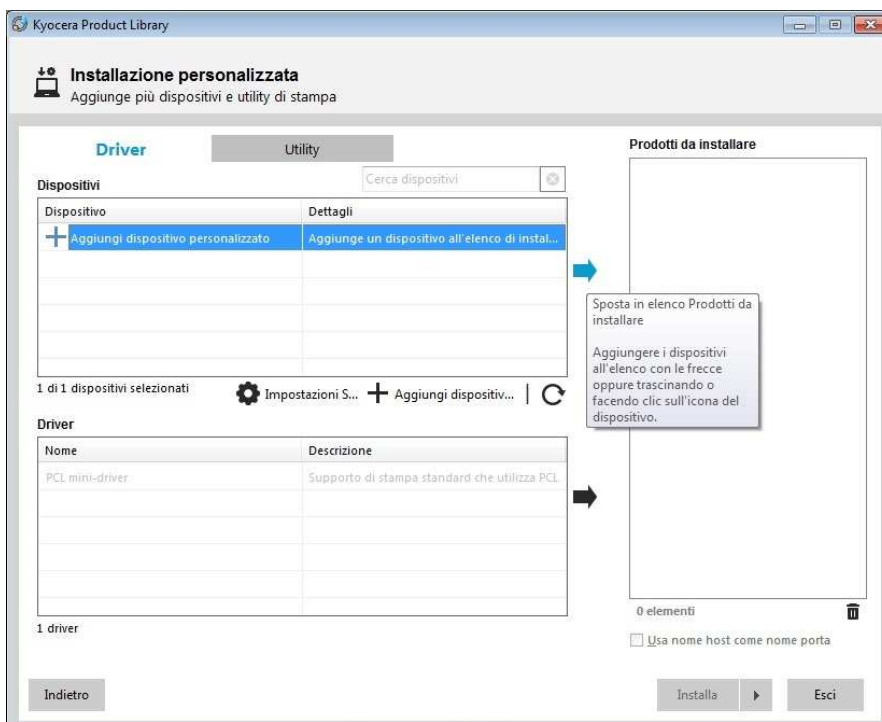 Kyocera Product Library
Installazione personalizzata
Aggiunge più dispositivi e utility di stampa
Driver
Utility
Prodotti da installare
Dispositivi
Cerca dispositivi
Dispositivo
Dettagli
Aggiungi dispositivo personalizzato
Aggiunge un dispositivo all'elenco di instal...
Sposta in elenco Prodotti da
installare
Aggiungere i dispositivi
all'elenco con le frecce
oppure trascinando o
facendo clic sull'icona del
dispositivo.
1 di 1 dispositivi selezionati
Impostazioni S...
Aggiungi dispositiv...
Driver
Nome
Descrizione
PCL mini-driver
Supporto di stampa standard che utilizza PCL
0 elementi
1 driver
Usa nome host come nome porta
Indietro
Installa
Esci